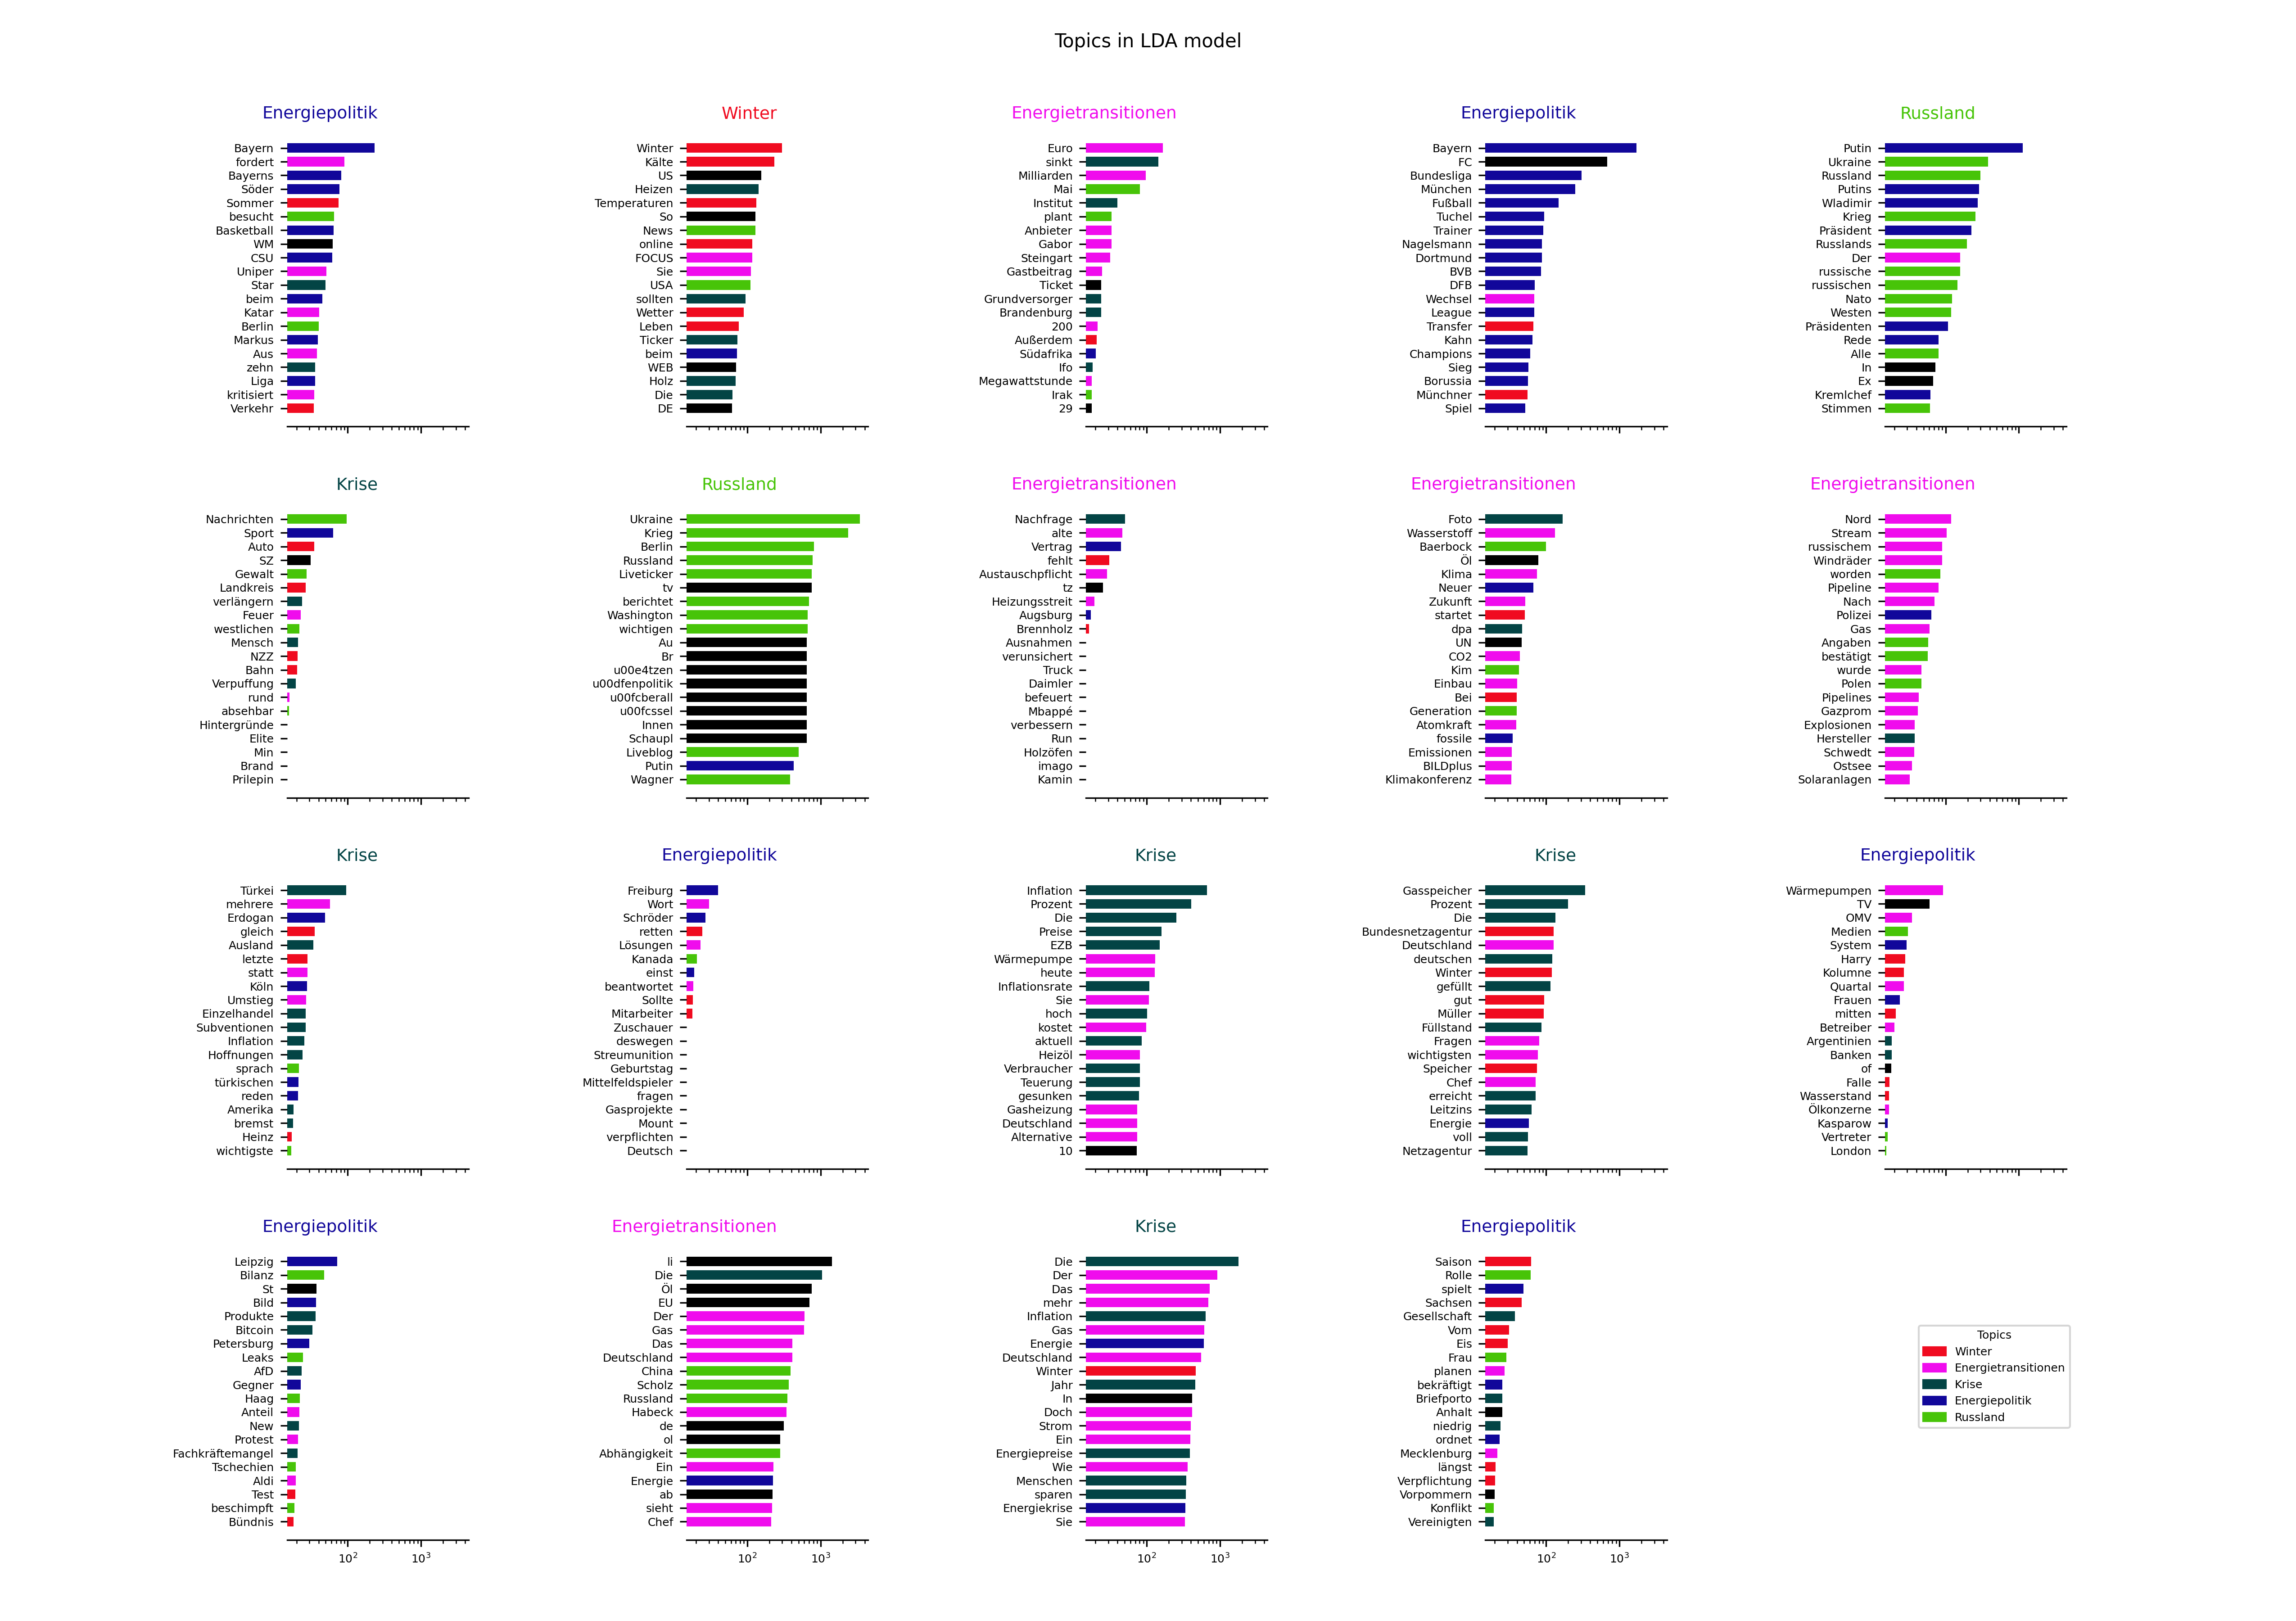 Topics in LDA model
Energiepolitik
Bayern
fordert
Bayerns
Söder
Sommer
besucht
Basketball
WM
CSU
Uniper
Star
beim
Katar
Berlin
Markus
Aus
zehn
Liga
kritisiert
Verkehr
Winter
Winter
Kälte
US
Heizen
Temperaturen
So
News
online
FOCUS
Sie
USA
sollten
Wetter
Leben
Ticker
beim
WEB
Holz
Die
DE
Energietransitionen
Euro
sinkt
Milliarden
Mai
Institut
plant
Anbieter
Gabor
Steingart
Gastbeitrag
Ticket
Grundversorger
Brandenburg
200
Außerdem
Südafrika
Ifo
Megawattstunde
Irak
29
Energiepolitik
Bayern
FC
Bundesliga
München
Fußball
Tuchel
Trainer
Nagelsmann
Dortmund
BVB
DFB
Wechsel
League
Transfer
Kahn
Champions
Sieg
Borussia
Münchner
Spiel
Russland
Putin
Ukraine
Russland
Putins
Wladimir
Krieg
Präsident
Russlands
Der
russische
russischen
Nato
Westen
Präsidenten
Rede
Alle
In
Ex
Kremlchef
Stimmen
Krise
Nachrichten
Sport
Auto
SZ
Gewalt
Landkreis
verlängern
Feuer
westlichen
Mensch
NZZ
Bahn
Verpuffung
rund
absehbar
Hintergründe
Elite
Min
Brand
Prilepin
Russland
Ukraine
Krieg
Berlin
Russland
Liveticker
tv
berichtet
Washington
wichtigen
Au
Br
u00e4tzen
u00dfenpolitik
u00fcberall
u00fcssel
Innen
Schaupl
Liveblog
Putin
Wagner
Energietransitionen
Nachfrage
alte
Vertrag
fehlt
Austauschpflicht
tz
Heizungsstreit
Augsburg
Brennholz
Ausnahmen
verunsichert
Truck
Daimler
befeuert
Mbappé
verbessern
Run
Holzöfen
imago
Kamin
Energietransitionen
Foto
Wasserstoff
Baerbock
Öl
Klima
Neuer
Zukunft
startet
dpa
UN
CO2
Kim
Einbau
Bei
Generation
Atomkraft
fossile
Emissionen
BILDplus
Klimakonferenz
Energietransitionen
Nord
Stream
russischem
Windräder
worden
Pipeline
Nach
Polizei
Gas
Angaben
bestätigt
wurde
Polen
Pipelines
Gazprom
Explosionen
Hersteller
Schwedt
Ostsee
Solaranlagen
Krise
Türkei
mehrere
Erdogan
gleich
Ausland
letzte
statt
Köln
Umstieg
Einzelhandel
Subventionen
Inflation
Hoffnungen
sprach
türkischen
reden
Amerika
bremst
Heinz
wichtigste
Energiepolitik
Freiburg
Wort
Schröder
retten
Lösungen
Kanada
einst
beantwortet
Sollte
Mitarbeiter
Zuschauer
deswegen
Streumunition
Geburtstag
Mittelfeldspieler
fragen
Gasprojekte
Mount
verpflichten
Deutsch
Krise
Inflation
Prozent
Die
Preise
EZB
Wärmepumpe
heute
Inflationsrate
Sie
hoch
kostet
aktuell
Heizöl
Verbraucher
Teuerung
gesunken
Gasheizung
Deutschland
Alternative
10
Krise
Gasspeicher
Prozent
Die
Bundesnetzagentur
Deutschland
deutschen
Winter
gefüllt
gut
Müller
Füllstand
Fragen
wichtigsten
Speicher
Chef
erreicht
Leitzins
Energie
voll
Netzagentur
Energiepolitik
Wärmepumpen
TV
OMV
Medien
System
Harry
Kolumne
Quartal
Frauen
mitten
Betreiber
Argentinien
Banken
of
Falle
Wasserstand
Ölkonzerne
Kasparow
Vertreter
London
Energiepolitik
Leipzig
Bilanz
St
Bild
Produkte
Bitcoin
Petersburg
Leaks
AfD
Gegner
Haag
Anteil
New
Protest
Fachkräftemangel
Tschechien
Aldi
Test
beschimpft
Bündnis
10²
10³
Energietransitionen
li
Die
Öl
EU
Der
Gas
Das
Deutschland
China
Scholz
Russland
Habeck
de
ol
Abhängigkeit
Ein
Energie
ab
sieht
Chef
10²
10³
Krise
Die
Der
Das
mehr
Inflation
Gas
Energie
Deutschland
Winter
Jahr
In
Doch
Strom
Ein
Energiepreise
Wie
Menschen
sparen
Energiekrise
Sie
10²
10³
Energiepolitik
Saison
Rolle
spielt
Sachsen
Gesellschaft
Vom
Eis
Frau
planen
bekräftigt
Briefporto
Anhalt
niedrig
ordnet
Mecklenburg
längst
Verpflichtung
Vorpommern
Konflikt
Vereinigten
10²
10³
Topics
Winter
Energietransitionen
Krise
Energiepolitik
Russland